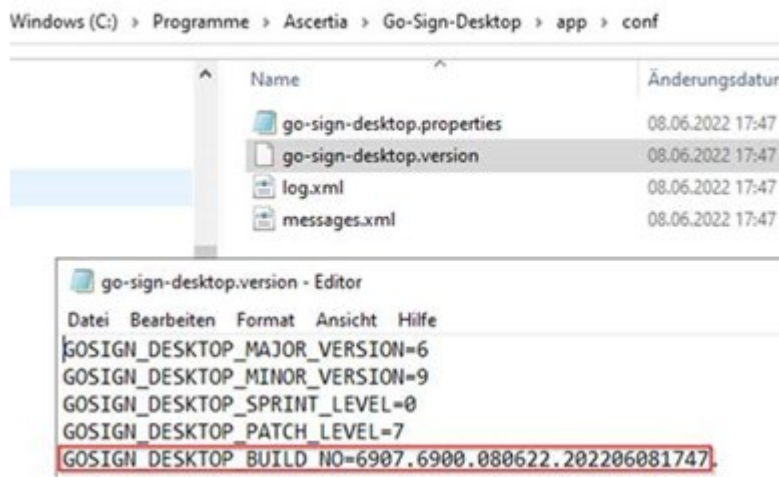 Windows (C:) > Programme > Ascertia > Go-Sign-Desktop > app > conf
Name Änderungsdatum
go-sign-desktop.properties 08.06.2022 17:47
go-sign-desktop.version 08.06.2022 17:47
log.xml 08.06.2022 17:47
messages.xml 08.06.2022 17:47
go-sign-desktop.version - Editor
Datei Bearbeiten Format Ansicht Hilfe
GOSIGN_DESKTOP_MAJOR_VERSION=6
GOSIGN_DESKTOP_MINOR_VERSION=9
GOSIGN_DESKTOP_SPRINT_LEVEL=0
GOSIGN_DESKTOP_PATCH_LEVEL=7
GOSIGN_DESKTOP_BUILD_NO=6907.6900.080622.202206081747.